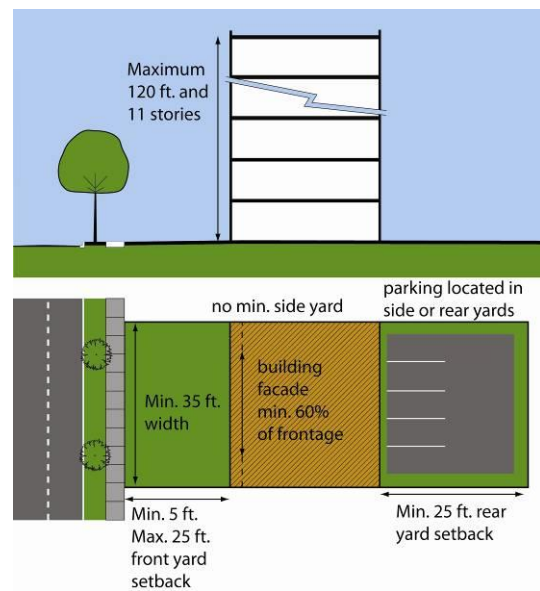 Maximum
120 ft. and
11 stories
no min. side yard
parking located in
side or rear yards
Min. 35 ft.
width
building
facade
min. 60%
of frontage
Min. 5 ft.
Max. 25 ft.
front yard
setback
Min. 25 ft. rear
yard setback